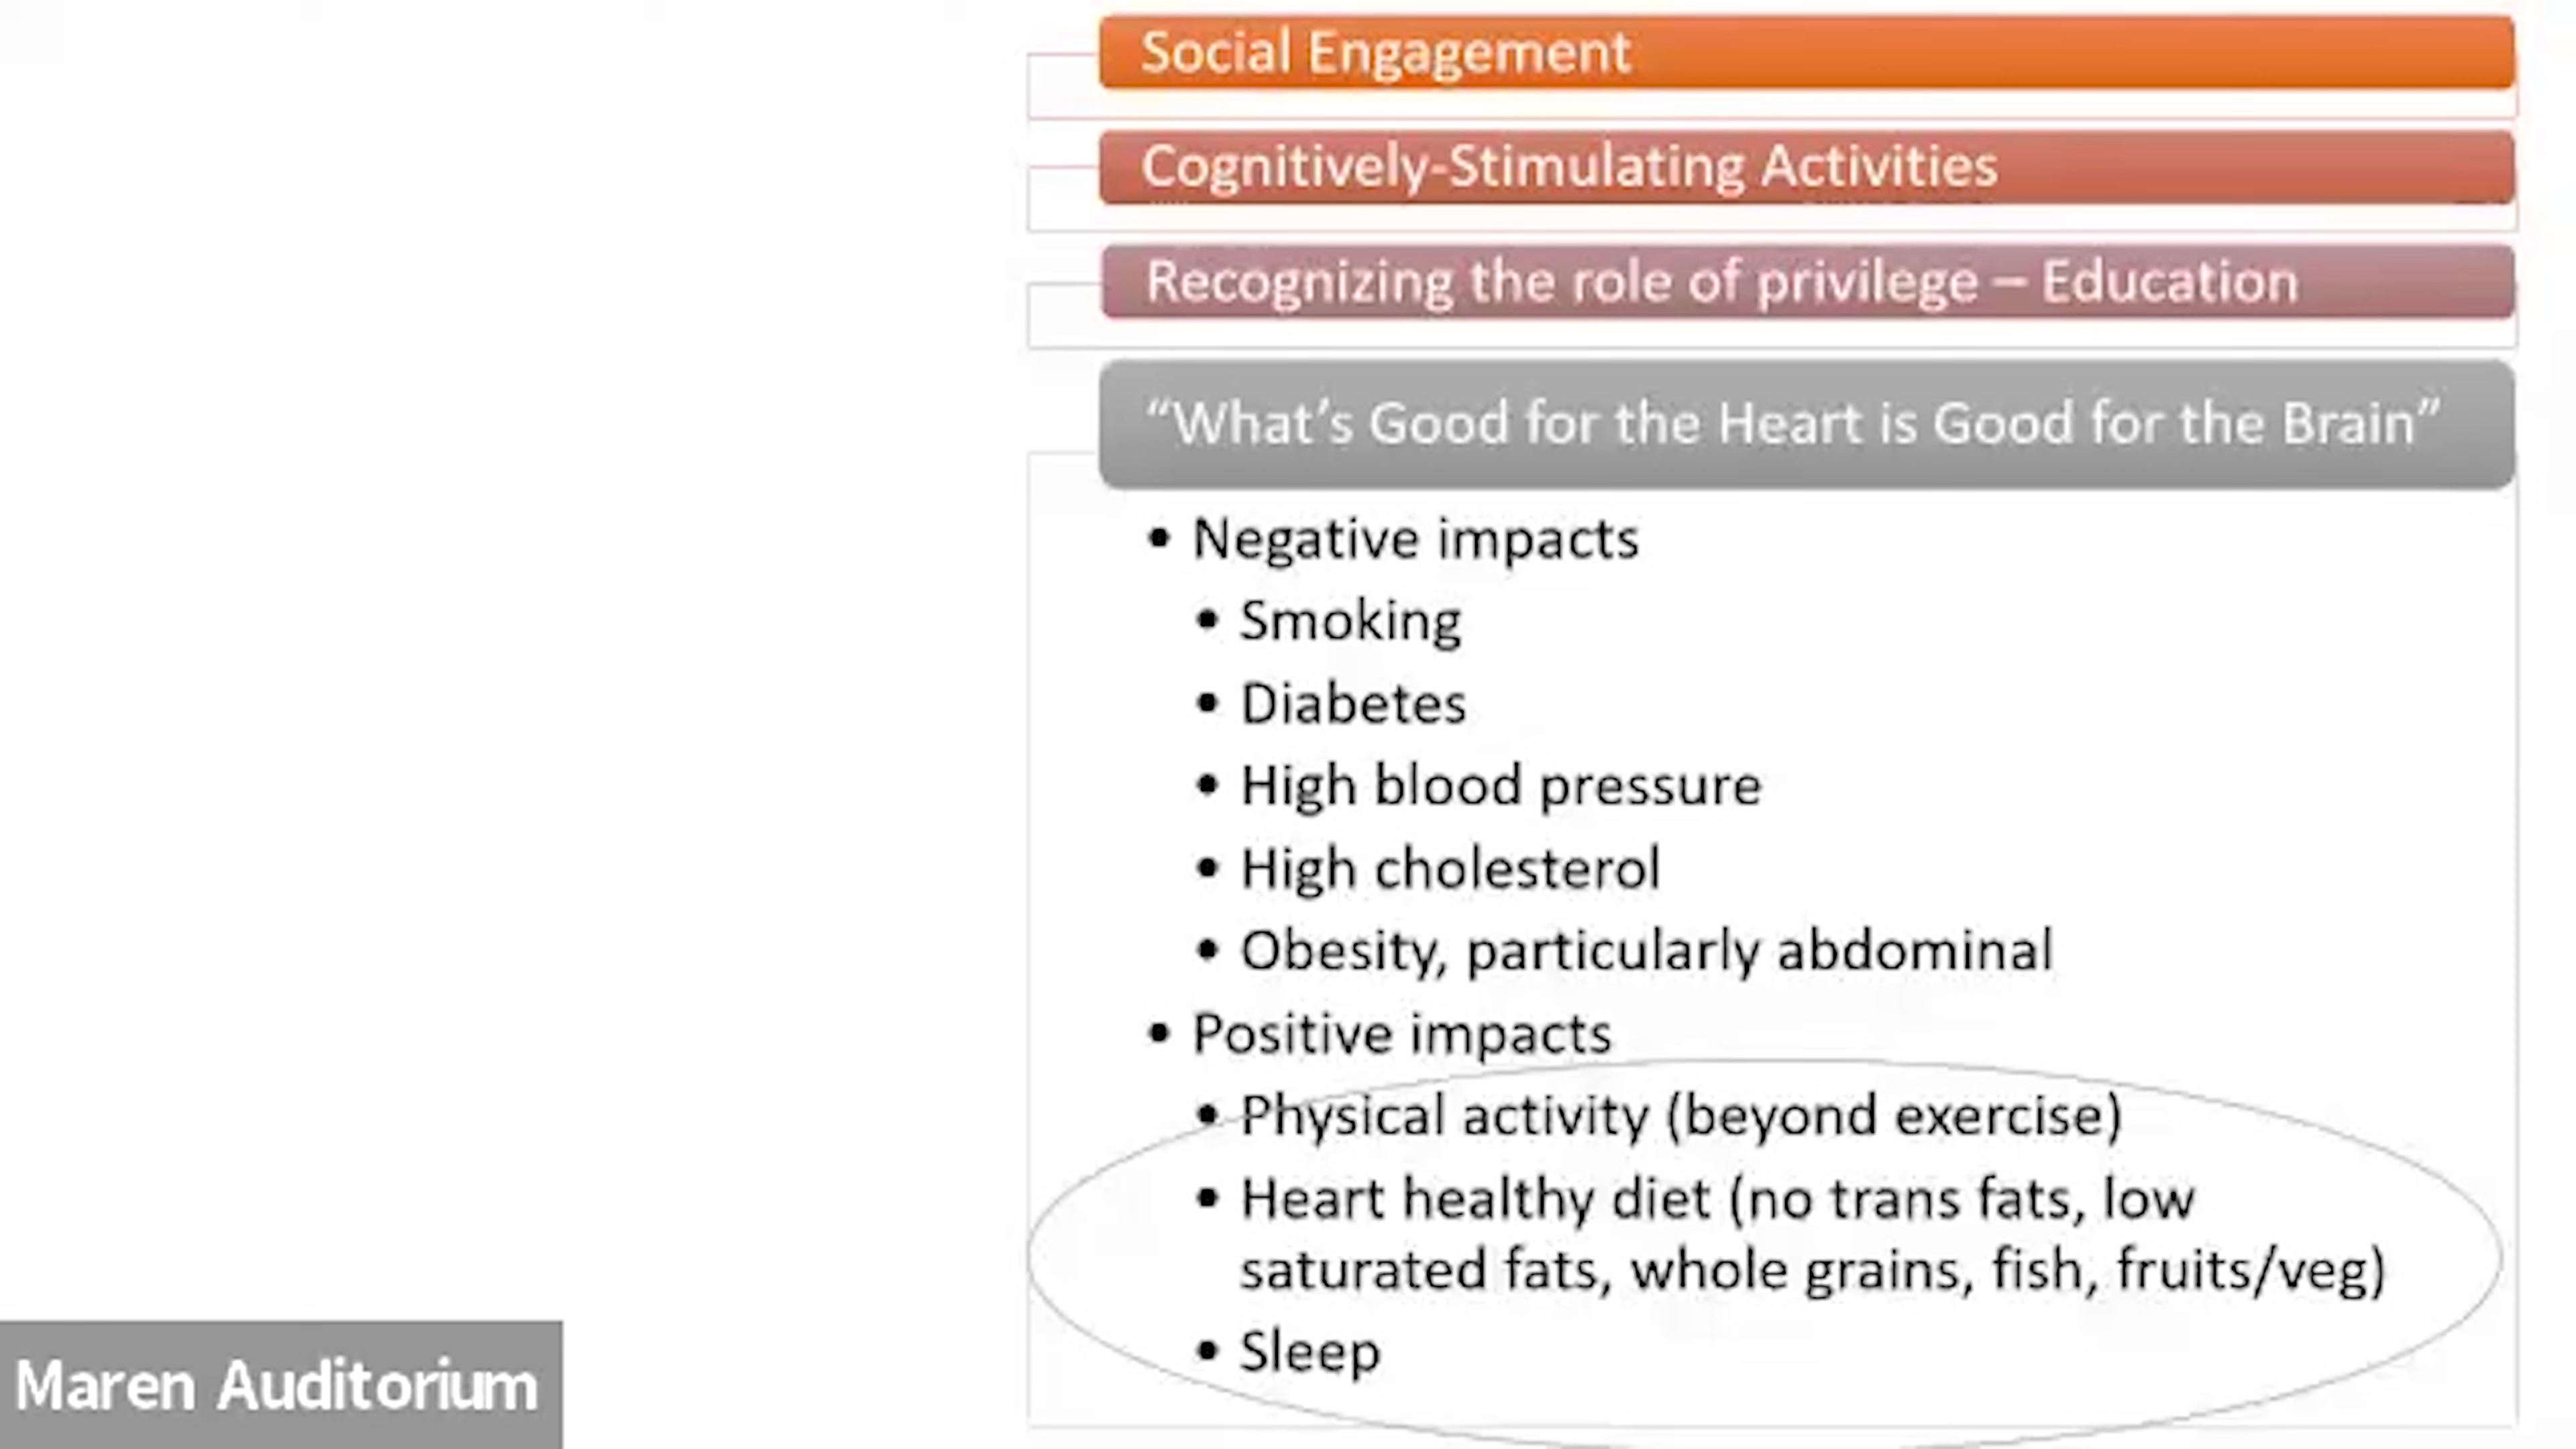 Social Engagement
Cognitively-Stimulating Activities
Recognizing the role of privilege – Education
“What’s Good for the Heart is Good for the Brain”
• Negative impacts
• Smoking
• Diabetes
• High blood pressure
• High cholesterol
• Obesity, particularly abdominal
• Positive impacts
• Physical activity (beyond exercise)
• Heart healthy diet (no trans fats, low
saturated fats, whole grains, fish, fruits/veg)
• Sleep
Maren Auditorium